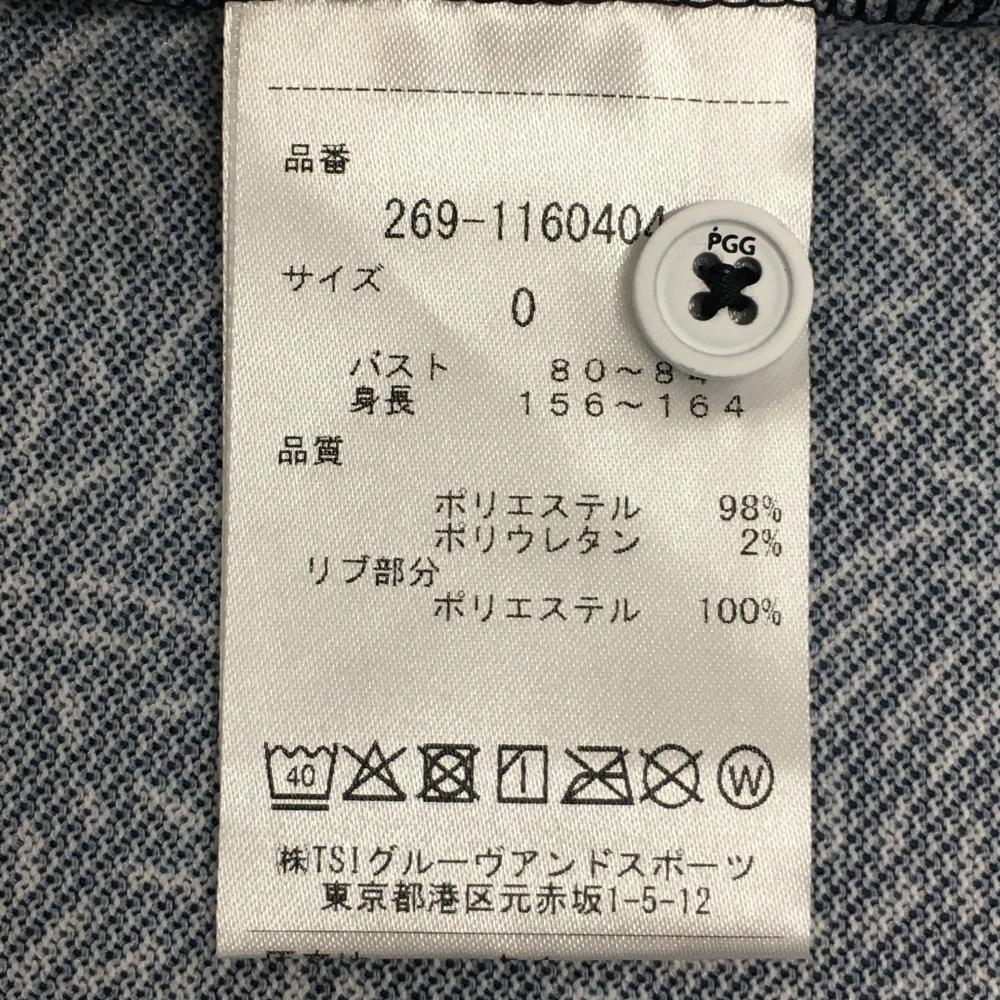 品番
269-1160404
PGG
サイズ
0
バスト 80～84
身長 156～164
品質
ポリエステル 98%
ポリウレタン 2%
リブ部分
ポリエステル 100%
40 W
㈱TSIグルーヴアンドスポーツ
東京都港区元赤坂1-5-12